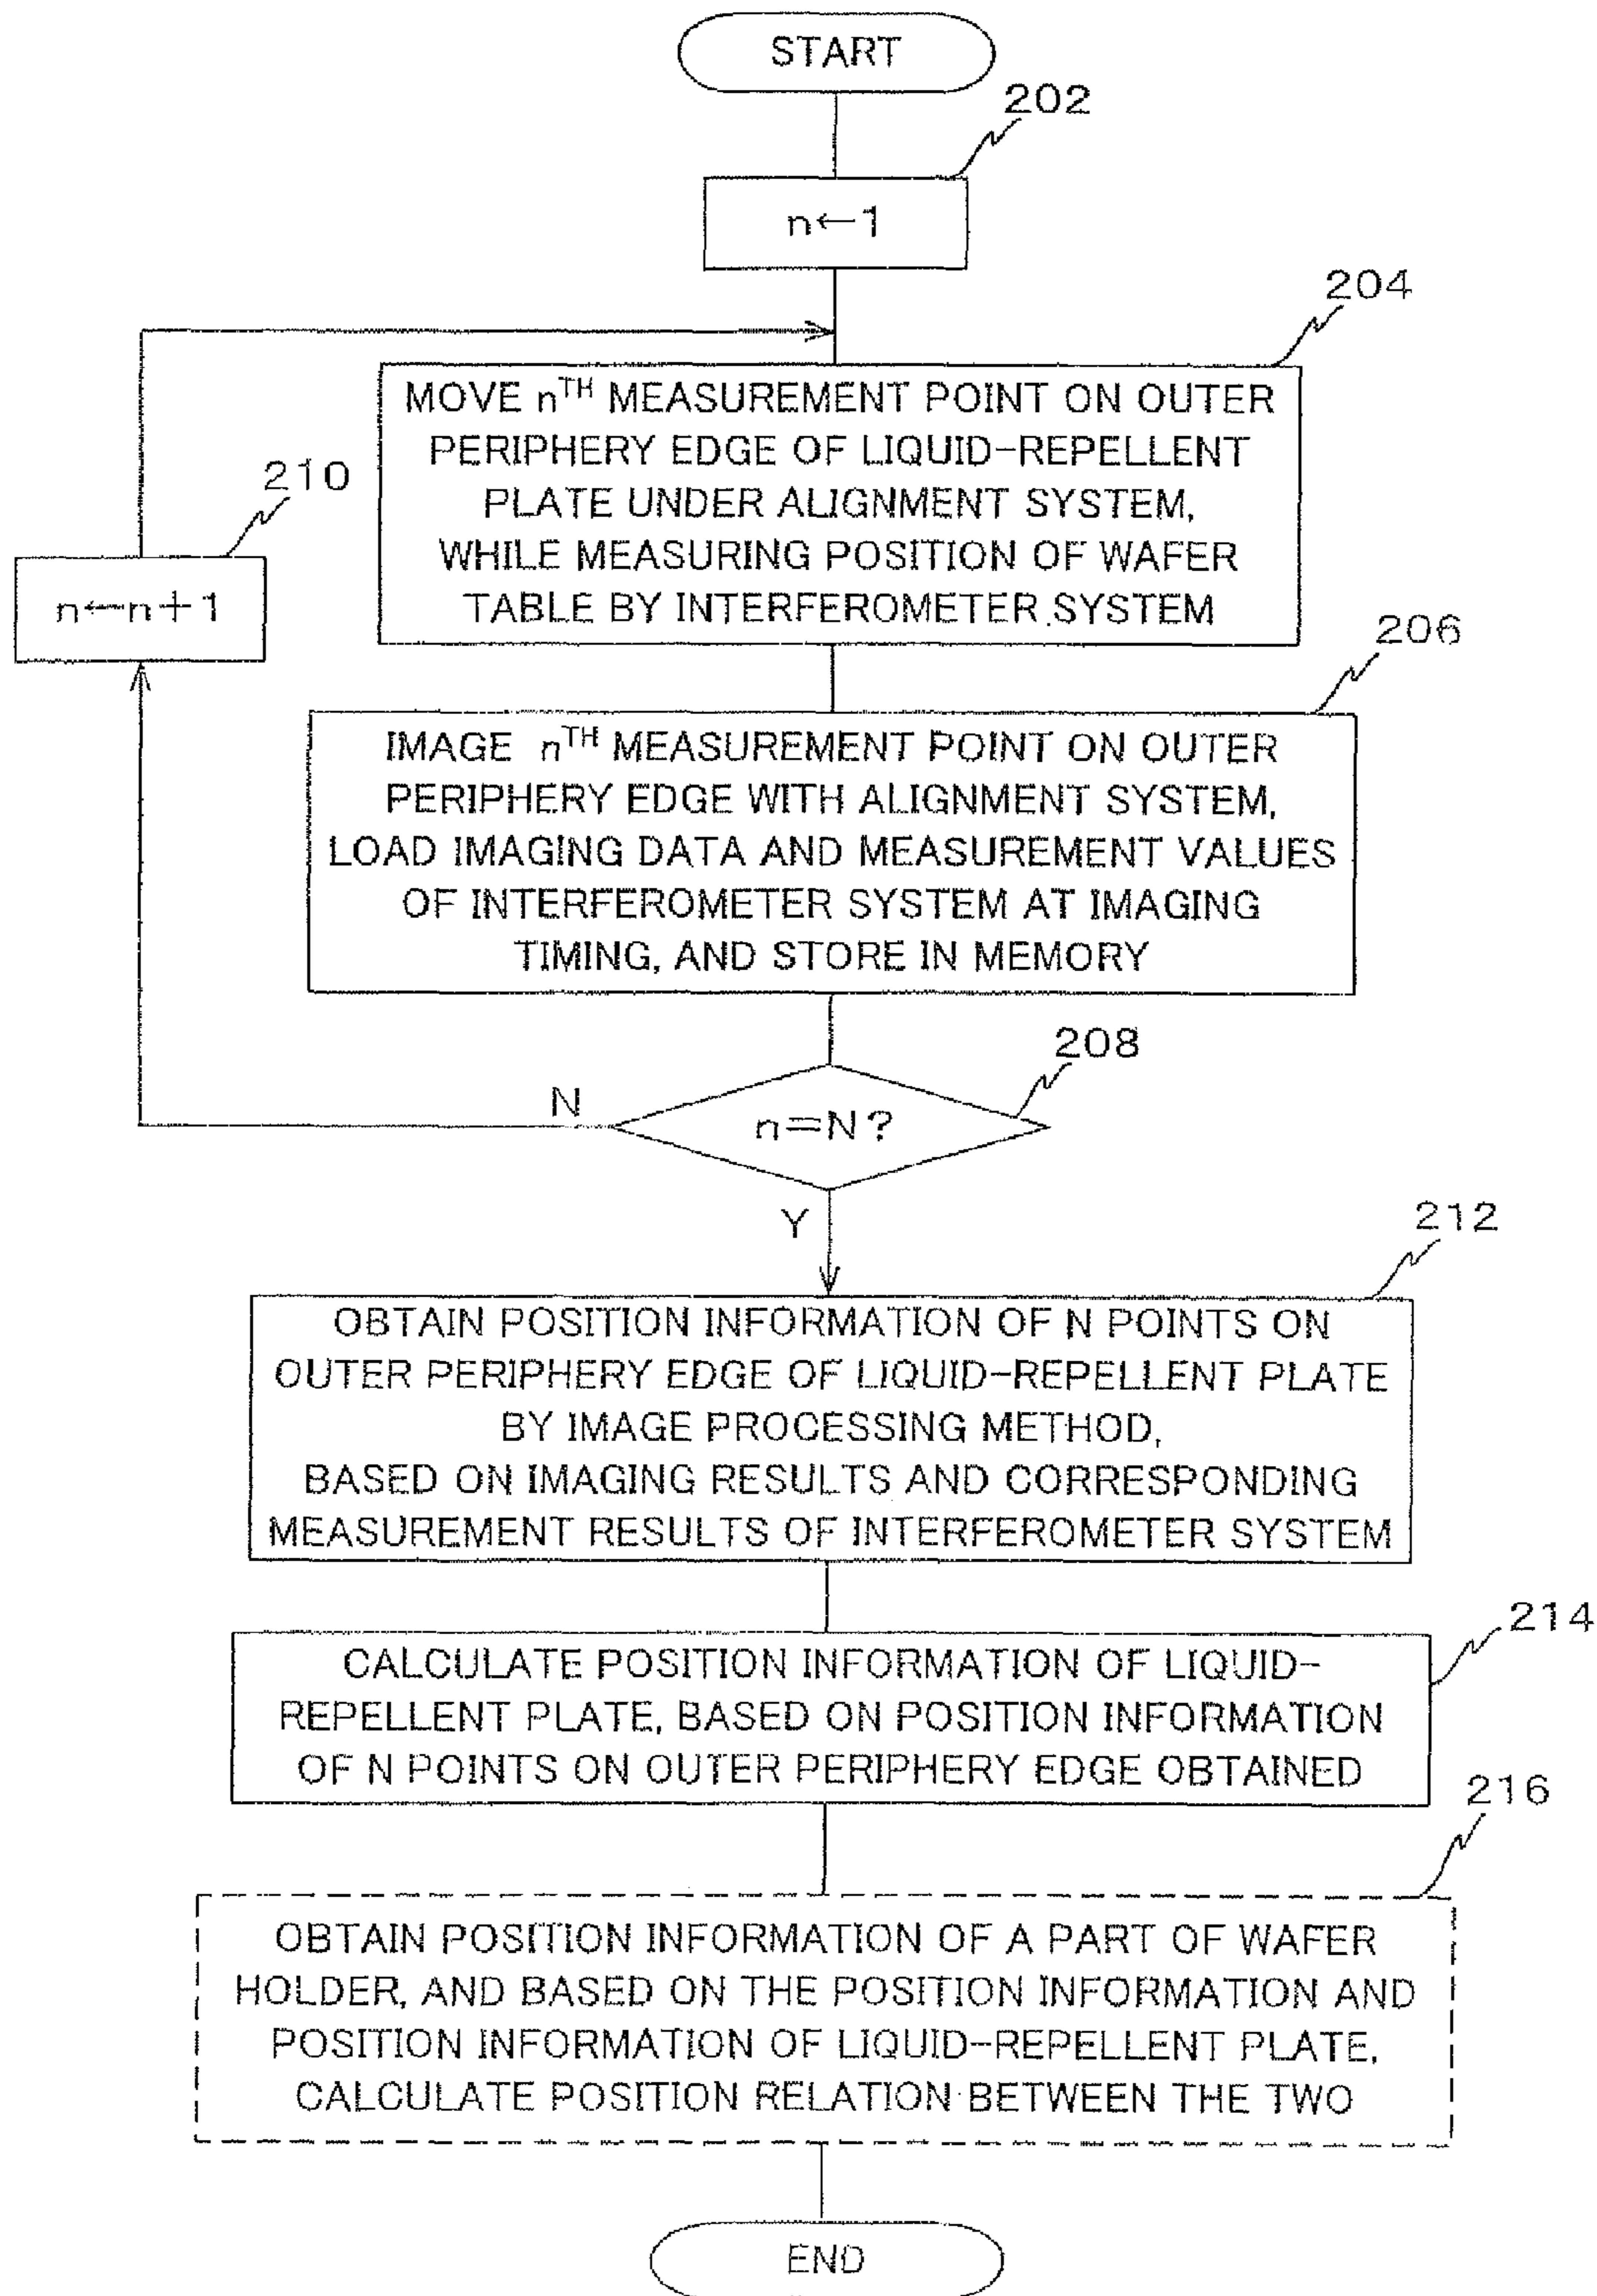 START
202
n←1
204
MOVE nTH MEASUREMENT POINT ON OUTER
PERIPHERY EDGE OF LIQUID-REPELLENT
PLATE UNDER ALIGNMENT SYSTEM,
WHILE MEASURING POSITION OF WAFER
TABLE BY INTERFEROMETER SYSTEM
210
n←n+1
206
IMAGE nTH MEASUREMENT POINT ON OUTER
PERIPHERY EDGE WITH ALIGNMENT SYSTEM,
LOAD IMAGING DATA AND MEASUREMENT VALUES
OF INTERFEROMETER SYSTEM AT IMAGING
TIMING, AND STORE IN MEMORY
208
n=N?
N
Y
212
OBTAIN POSITION INFORMATION OF N POINTS ON
OUTER PERIPHERY EDGE OF LIQUID-REPELLENT PLATE
BY IMAGE PROCESSING METHOD,
BASED ON IMAGING RESULTS AND CORRESPONDING
MEASUREMENT RESULTS OF INTERFEROMETER SYSTEM
214
CALCULATE POSITION INFORMATION OF LIQUID-
REPELLENT PLATE, BASED ON POSITION INFORMATION
OF N POINTS ON OUTER PERIPHERY EDGE OBTAINED
216
OBTAIN POSITION INFORMATION OF A PART OF WAFER
HOLDER, AND BASED ON THE POSITION INFORMATION AND
POSITION INFORMATION OF LIQUID-REPELLENT PLATE,
CALCULATE POSITION RELATION BETWEEN THE TWO
END